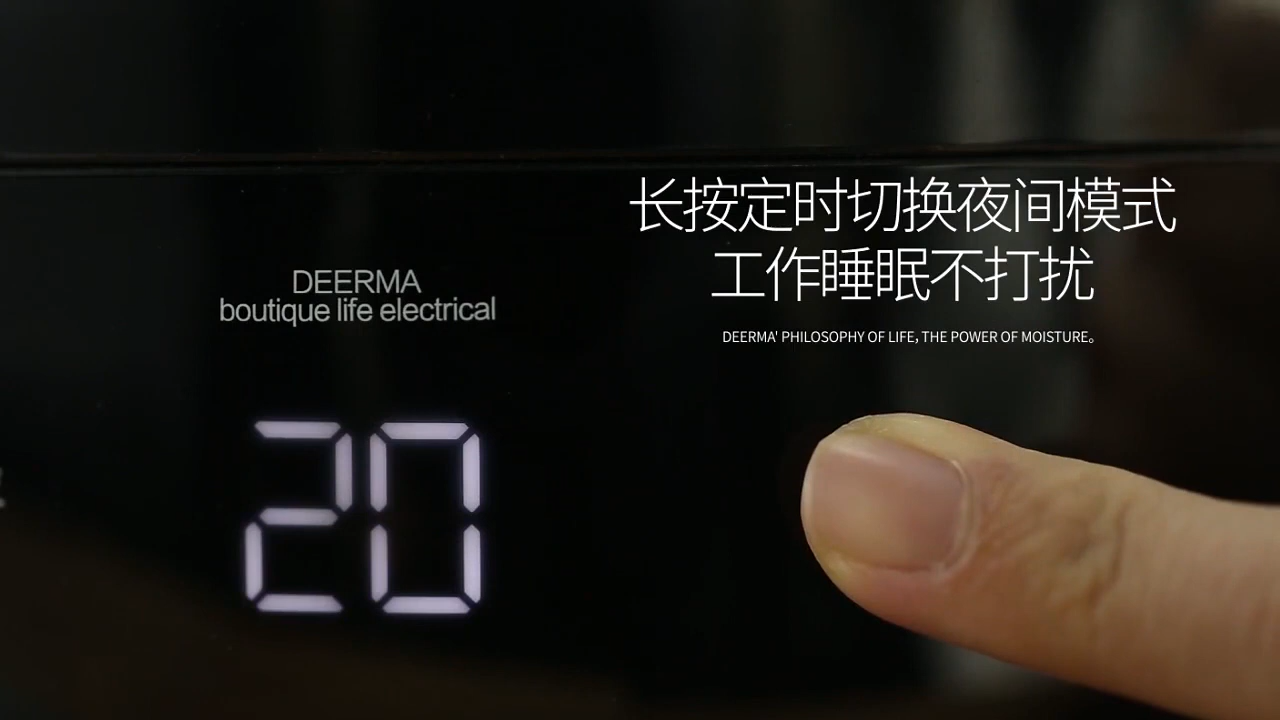 长按定时切换夜间模式
工作睡眠不打扰
DEERMA' PHILOSOPHY OF LIFE, THE POWER OF MOISTURE。
DEERMA
boutique life electrical
20